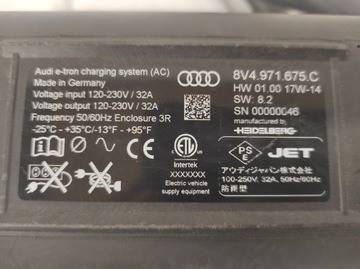 Audi e-tron charging system (AC)
Made in Germany
Voltage input 120-230V / 32A
Voltage output 120-230V / 32A
Frequency 50/60Hz Enclosure 3R
-25°C - +35°C/-13°F - +95°F
8V4.971.675.C
HW 01.00 17W-14
SW: 8.2
SN 00000046
manufactured by
HEIDELBERG
ETL
Intertek
XXXXXXX
Electric vehicle
supply equipment
PS
E
JET
アウディジャパン株式会社
100-250V, 32A, 50Hz/60Hz
防雨型